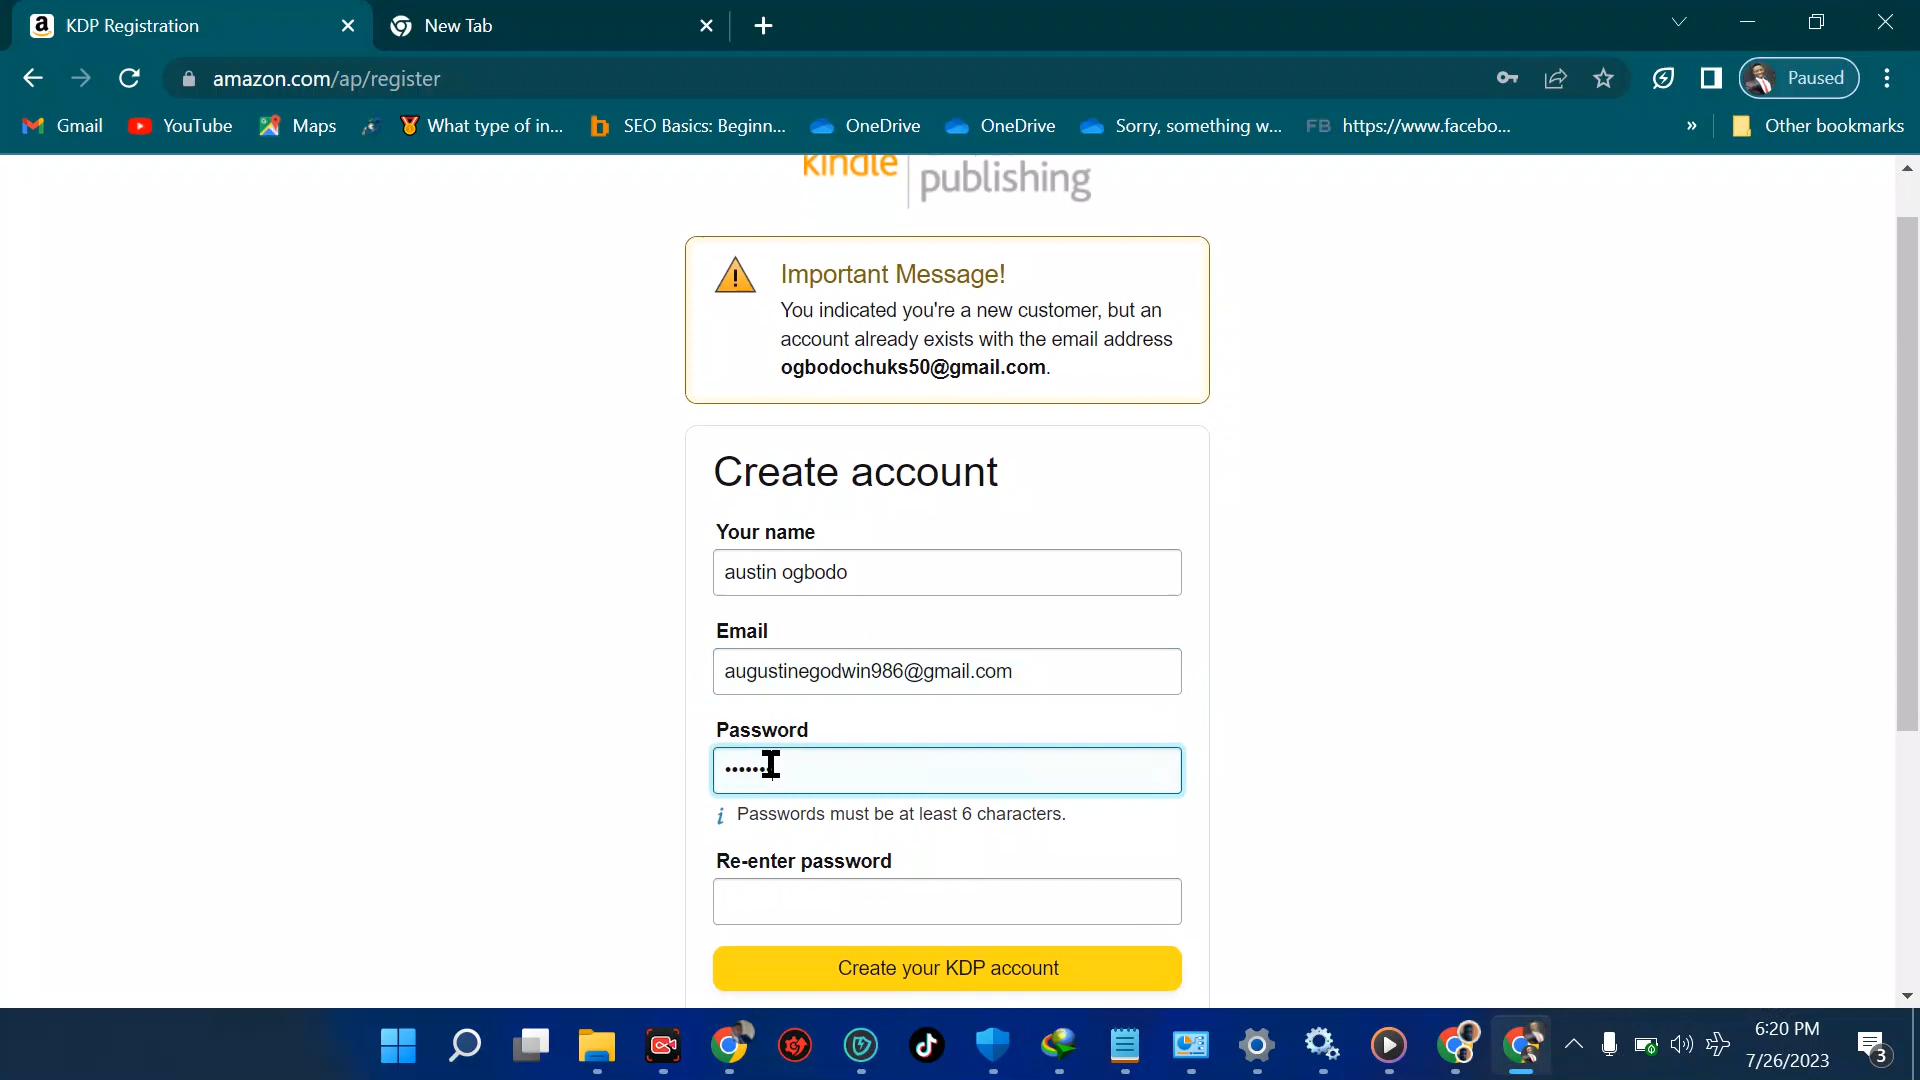 KDP Registration
New Tab
amazon.com/ap/register
Paused
Gmail
YouTube
Maps
What type of in...
SEO Basics: Beginn...
OneDrive
OneDrive
Sorry, something w...
FB https://www.facebo...
»
Other bookmarks
kindle
publishing
Important Message!
You indicated you're a new customer, but an
account already exists with the email address
ogbodochuks50@gmail.com.
Create account
Your name
austin ogbodo
Email
augustinegodwin986@gmail.com
Password
Passwords must be at least 6 characters.
Re-enter password
Create your KDP account
6:20 PM
7/26/2023
3